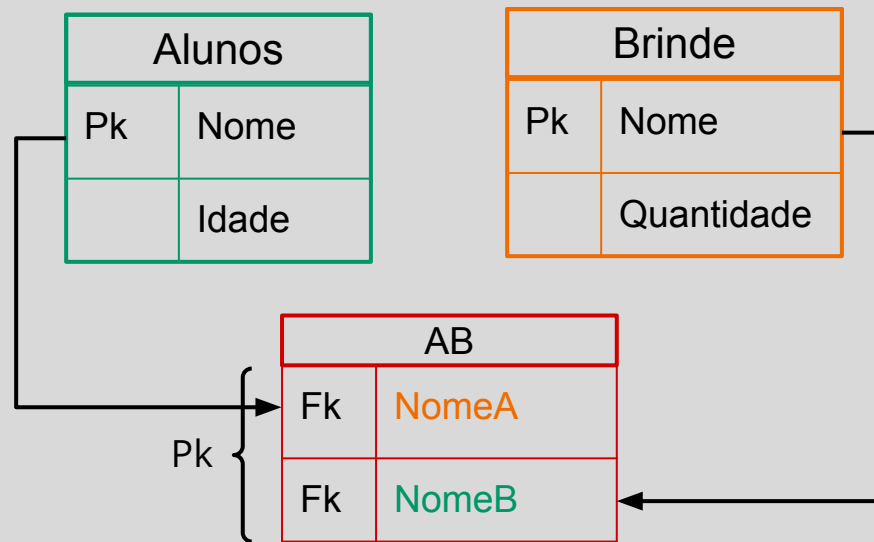 Alunos
Pk Nome
Idade
Brinde
Pk Nome
Quantidade
AB
Fk NomeA
Pk
Fk NomeB